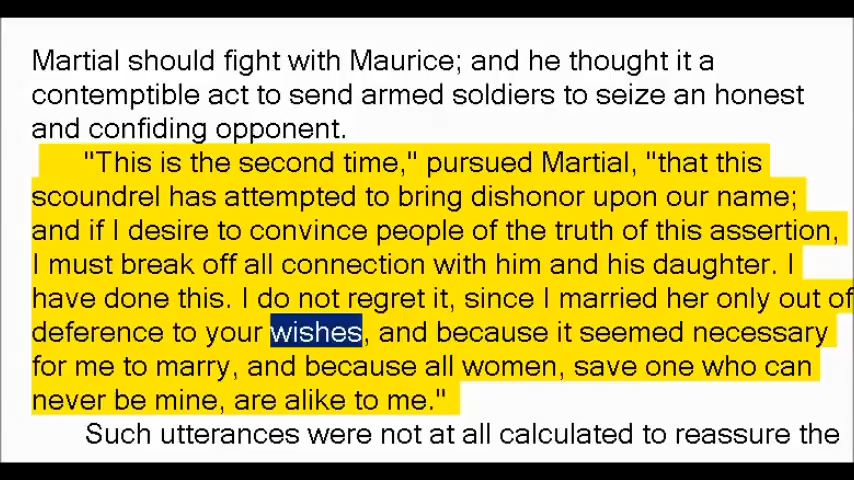 Martial should fight with Maurice; and he thought it a
contemptible act to send armed soldiers to seize an honest
and confiding opponent.
"This is the second time," pursued Martial, "that this
scoundrel has attempted to bring dishonor upon our name;
and if I desire to convince people of the truth of this assertion,
I must break off all connection with him and his daughter. I
have done this. I do not regret it, since I married her only out of
deference to your wishes, and because it seemed necessary
for me to marry, and because all women, save one who can
never be mine, are alike to me."
Such utterances were not at all calculated to reassure the